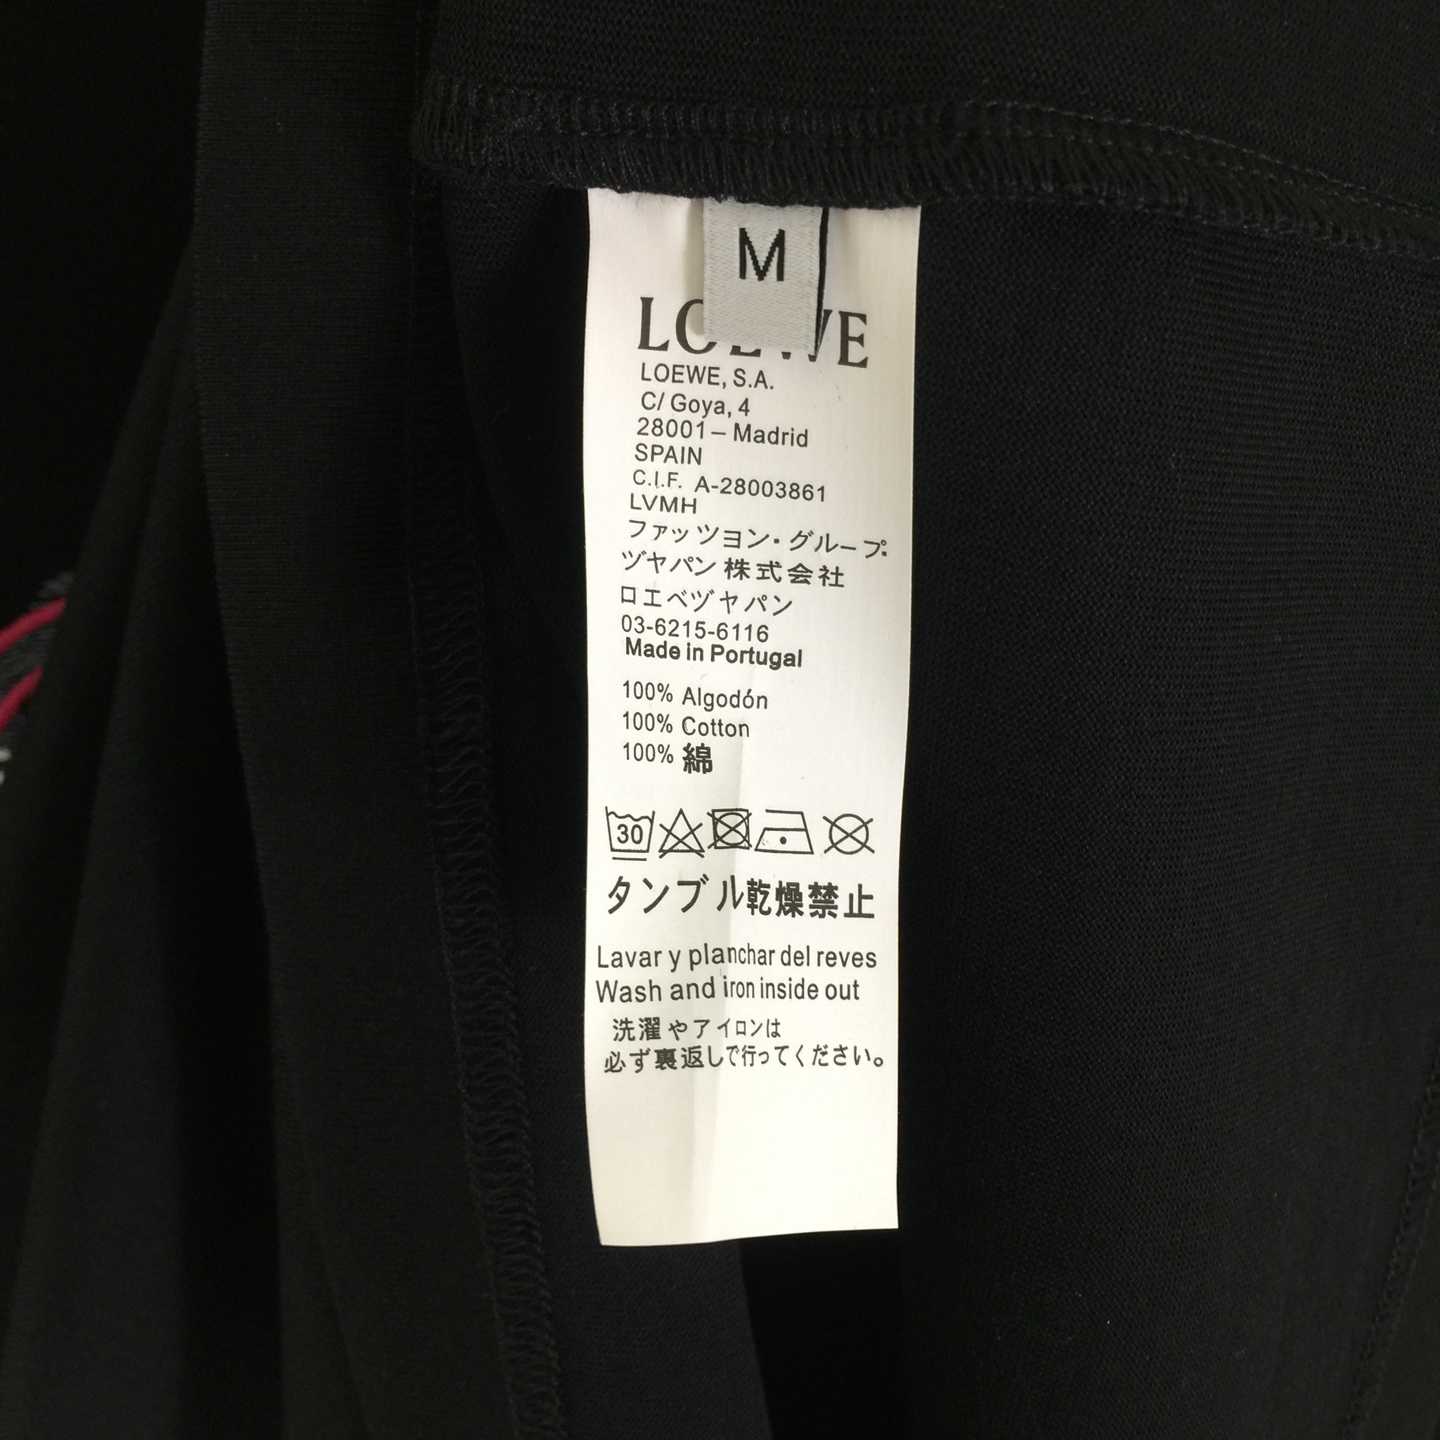 M
LOEWE
LOEWE, S.A.
C/ Goya, 4
28001 – Madrid
SPAIN
C.I.F. A-28003861
LVMH
ファッツヨン・グループ.
ヅヤパン 株式会社
ロエベヅヤパン
03-6215-6116
Made in Portugal
100% Algodón
100% Cotton
100% 綿
30
タンブル乾燥禁止
Lavar y planchar del reves
Wash and iron inside out
洗濯やアイロンは
必ず裏返しで行ってください。